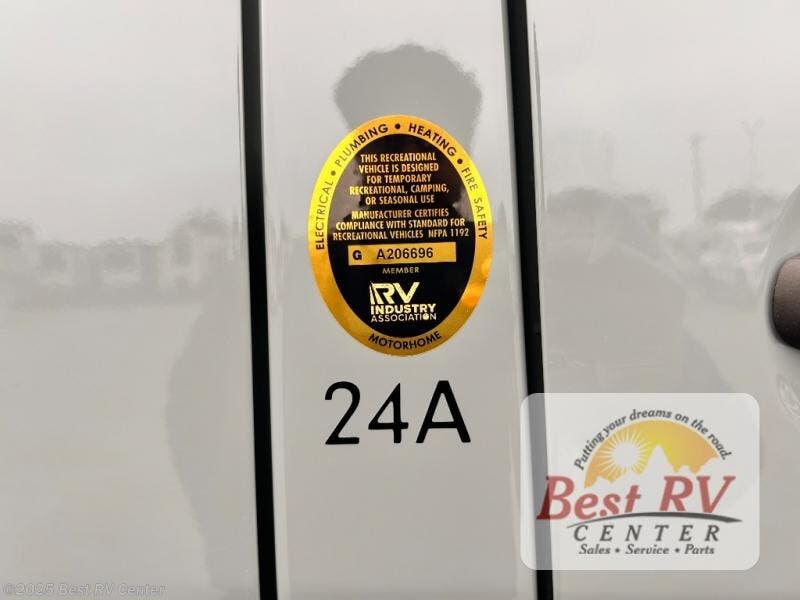 ELECTRICAL • PLUMBING • HEATING • FIRE SAFETY
THIS RECREATIONAL
VEHICLE IS DESIGNED
FOR TEMPORARY
RECREATIONAL, CAMPING,
OR SEASONAL USE
MANUFACTURER CERTIFIES
COMPLIANCE WITH STANDARD FOR
RECREATIONAL VEHICLES NFPA 1192
G A206696
MEMBER
RV
INDUSTRY
ASSOCIATION
MOTORHOME
24A
Putting your dreams on the road.
Best RV
CENTER
Sales • Service • Parts
©2025 Best RV Center